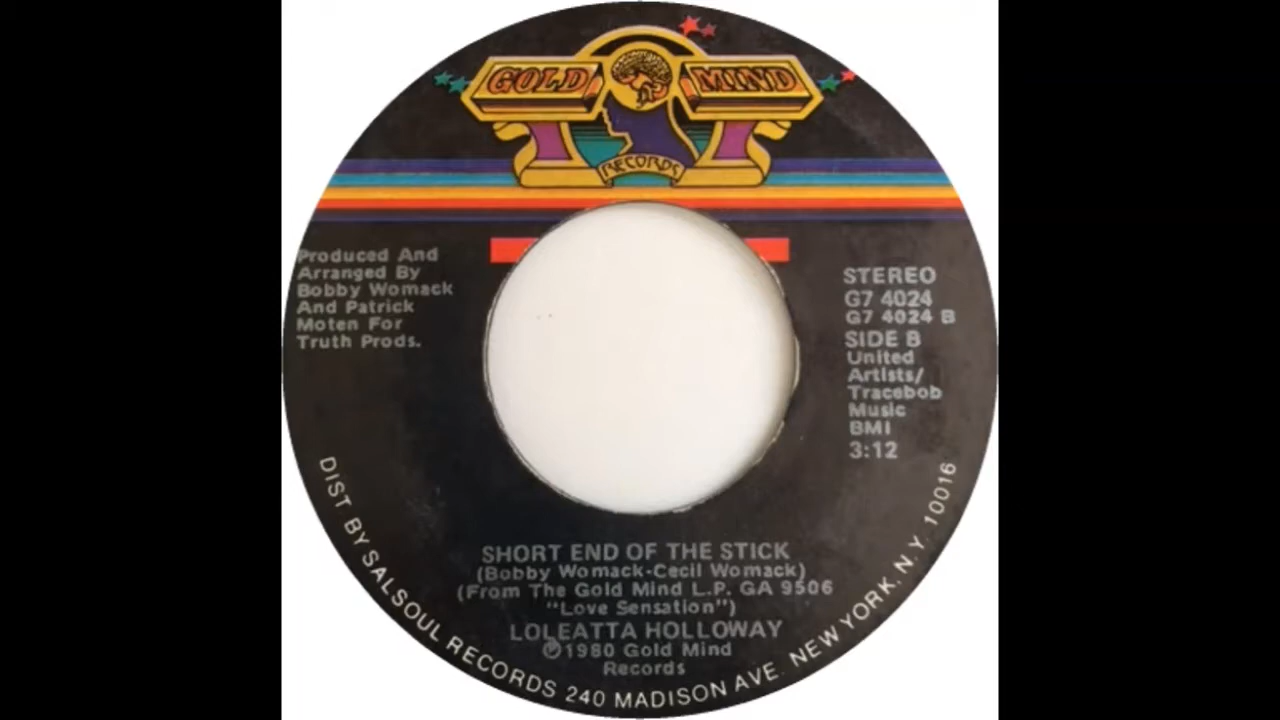 GOLD MIND
RECORDS
Produced And
Arranged By
Bobby Womack
And Patrick
Moten For
Truth Prods.
STEREO
G7 4024
G7 4024 B
SIDE B
United
Artists/
Tracebob
Music
BMI
3:12
SHORT END OF THE STICK
(Bobby Womack-Cecil Womack)
(From The Gold Mind L.P. GA 9506
"Love Sensation")
LOLEATTA HOLLOWAY
℗1980 Gold Mind
Records
DIST BY SALSOUL RECORDS 240 MADISON AVE. NEW YORK, N.Y. 10016